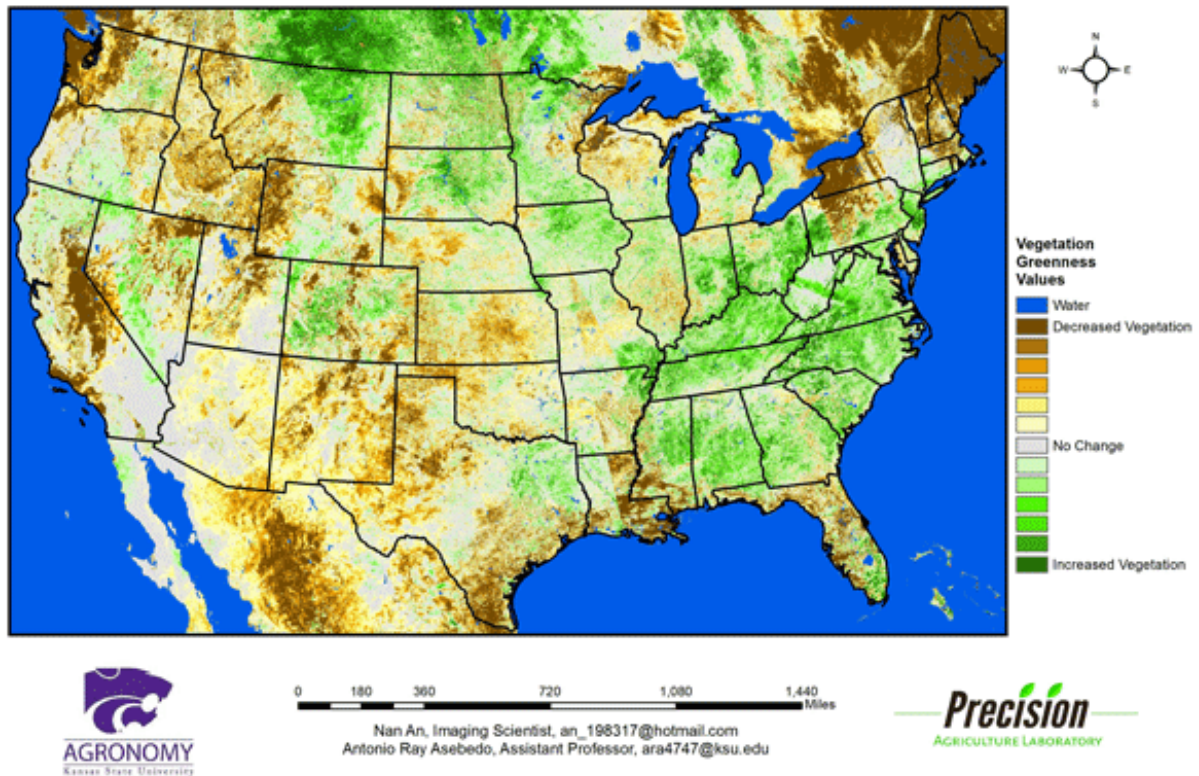 N
W
E
S
Vegetation
Greenness
Values
Water
Decreased Vegetation
No Change
Increased Vegetation
0 180 360 720 1,080 1,440
Miles
Nan An, Imaging Scientist, an_198317@hotmail.com
Antonio Ray Asebedo, Assistant Professor, ara4747@ksu.edu
AGRONOMY
Kansas State University
Precision
AGRICULTURE LABORATORY